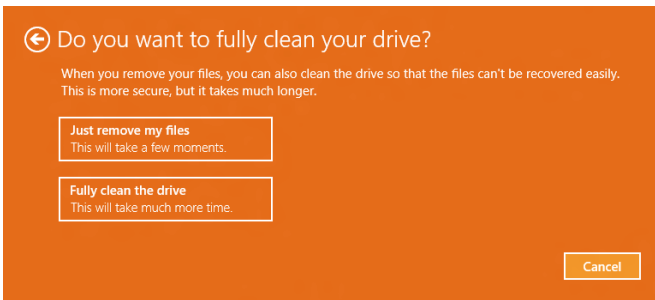 Do you want to fully clean your drive?
When you remove your files, you can also clean the drive so that the files can't be recovered easily.
This is more secure, but it takes much longer.
Just remove my files
This will take a few moments.
Fully clean the drive
This will take much more time.
Cancel